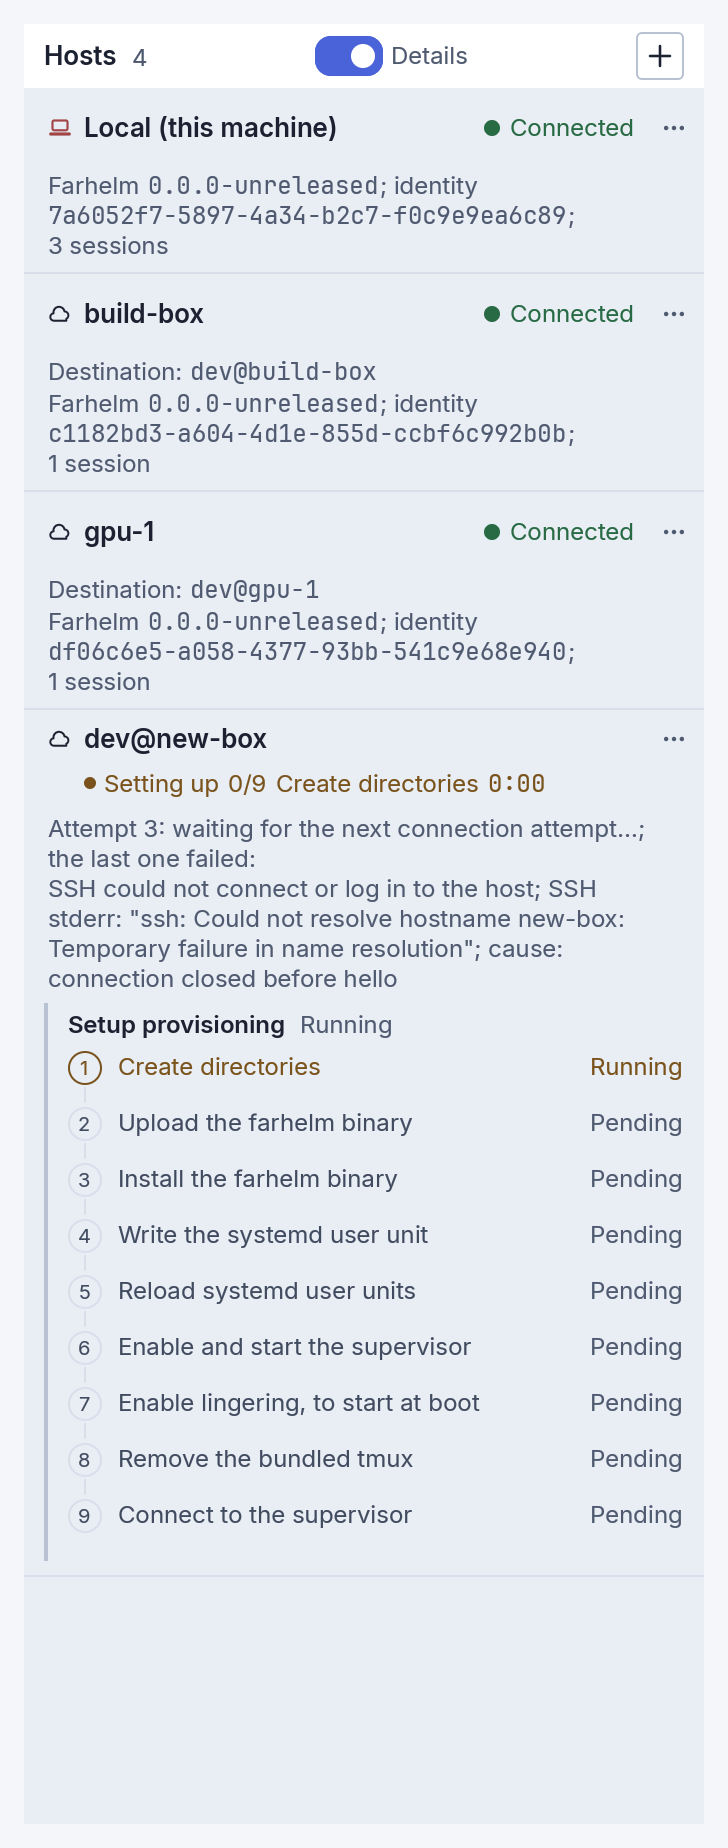 Hosts 4 Details
Local (this machine) Connected
Farhelm 0.0.0-unreleased; identity
7a6052f7-5897-4a34-b2c7-f0c9e9ea6c89;
3 sessions
build-box Connected
Destination: dev@build-box
Farhelm 0.0.0-unreleased; identity
c1182bd3-a604-4d1e-855d-ccbf6c992b0b;
1 session
gpu-1 Connected
Destination: dev@gpu-1
Farhelm 0.0.0-unreleased; identity
df06c6e5-a058-4377-93bb-541c9e68e940;
1 session
dev@new-box
Setting up 0/9 Create directories 0:00
Attempt 3: waiting for the next connection attempt...;
the last one failed:
SSH could not connect or log in to the host; SSH
stderr: "ssh: Could not resolve hostname new-box:
Temporary failure in name resolution"; cause:
connection closed before hello
Setup provisioning Running
1 Create directories Running
2 Upload the farhelm binary Pending
3 Install the farhelm binary Pending
4 Write the systemd user unit Pending
5 Reload systemd user units Pending
6 Enable and start the supervisor Pending
7 Enable lingering, to start at boot Pending
8 Remove the bundled tmux Pending
9 Connect to the supervisor Pending